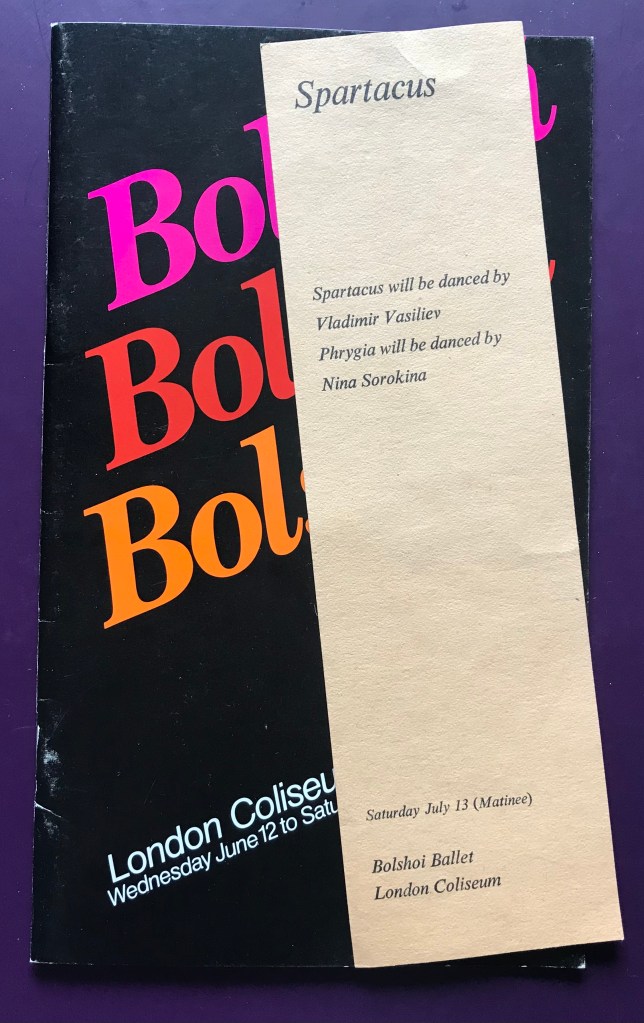 Spartacus
Spartacus will be danced by
Vladimir Vasiliev
Phrygia will be danced by
Nina Sorokina
Saturday July 13 (Matinee)
Bolshoi Ballet
London Coliseum
Bol
Bol
Bols
London Coliseu
Wednesday June 12 to Satu